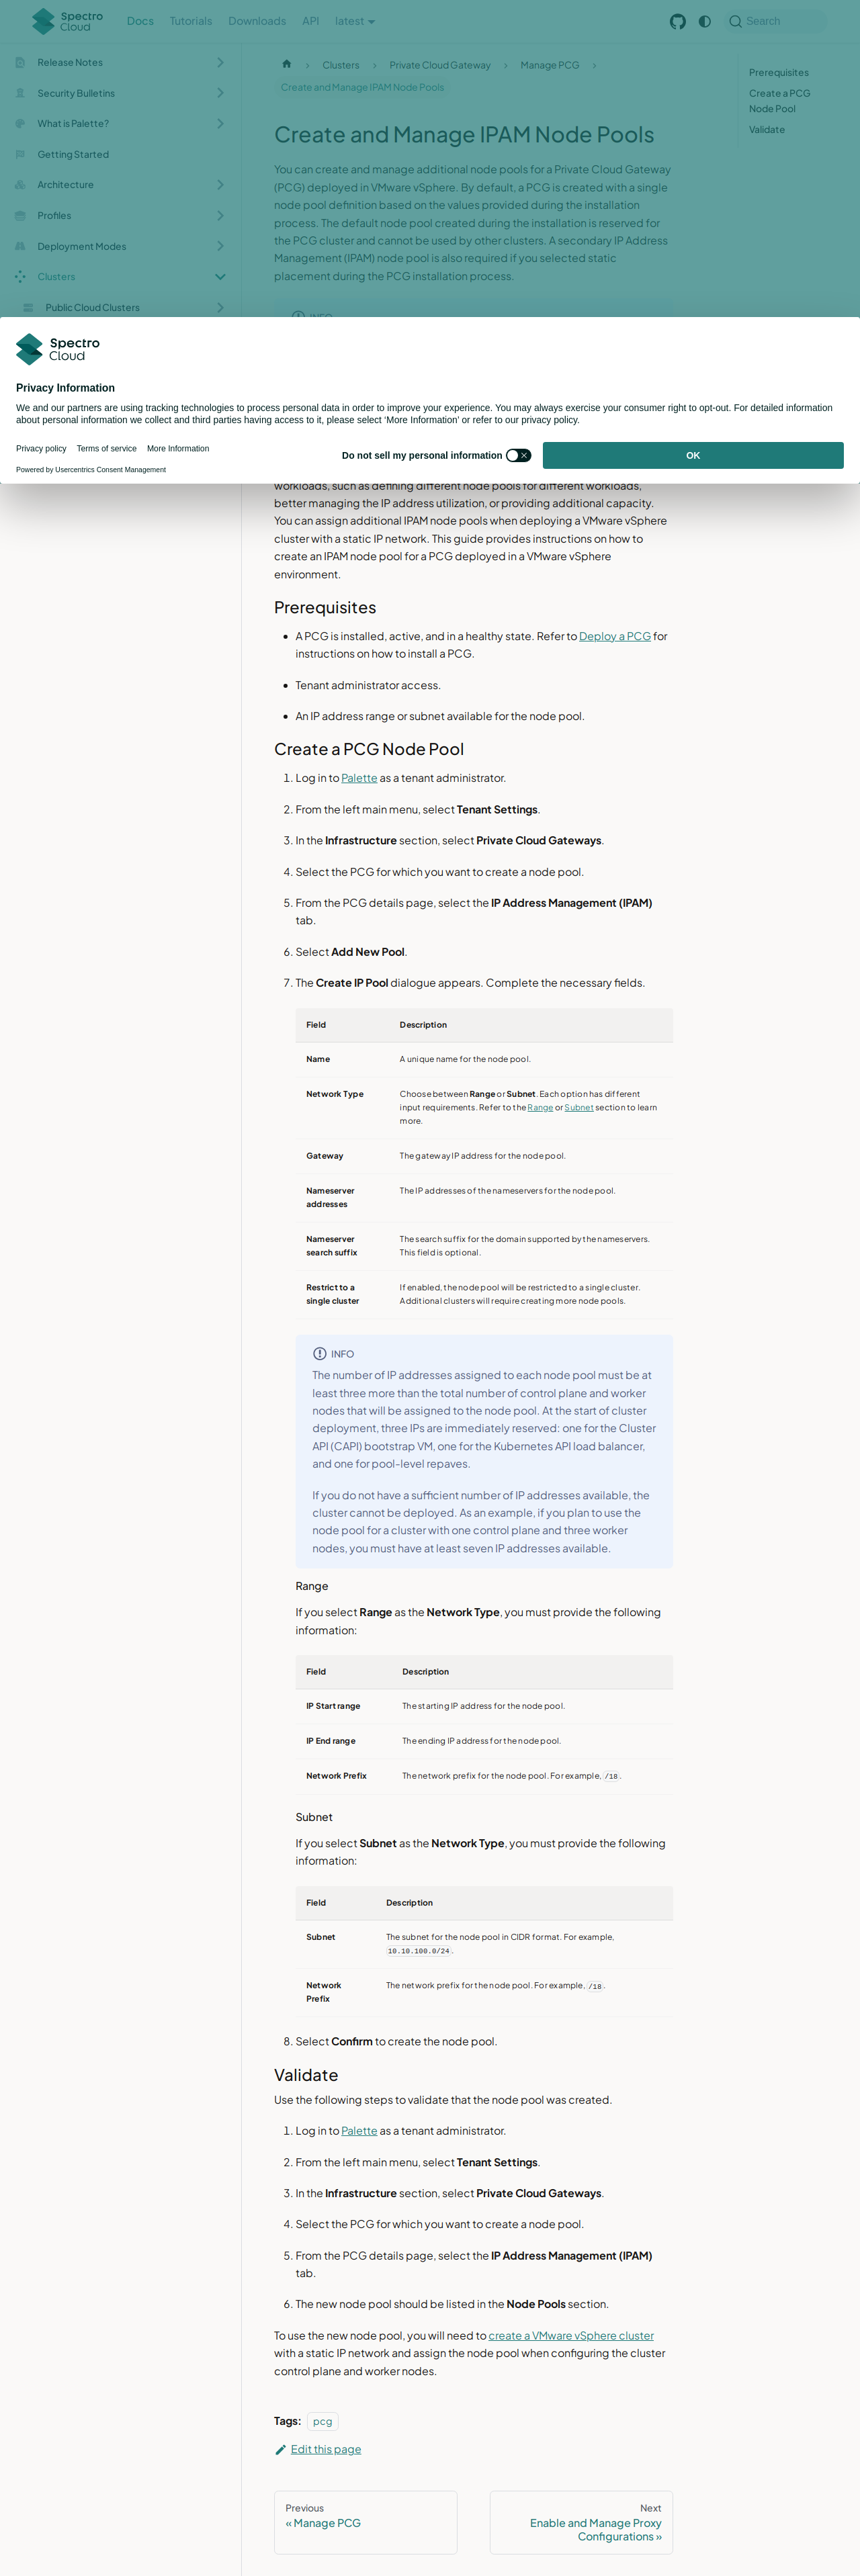 Spectro Cloud
Docs
Tutorials
Downloads
API
latest
Search
Release Notes
Security Bulletins
What is Palette?
Getting Started
Architecture
Profiles
Deployment Modes
Clusters
Public Cloud Clusters
Clusters
Private Cloud Gateway
Manage PCG
Create and Manage IPAM Node Pools
Prerequisites
Create a PCG
Node Pool
Validate
Create and Manage IPAM Node Pools
You can create and manage additional node pools for a Private Cloud Gateway
(PCG) deployed in VMware vSphere. By default, a PCG is created with a single
node pool definition based on the values provided during the installation
process. The default node pool created during the installation is reserved for
the PCG cluster and cannot be used by other clusters. A secondary IP Address
Management (IPAM) node pool is also required if you selected static
placement during the PCG installation process.
INFO
Spectro Cloud
Privacy Information
We and our partners are using tracking technologies to process personal data in order to improve your experience. You may always exercise your consumer right to opt-out. For detailed information
about personal information we collect and third parties having access to it, please select ‘More Information’ or refer to our privacy policy.
Privacy policy
Terms of service
More Information
Powered by Usercentrics Consent Management
Do not sell my personal information
OK
workloads, such as defining different node pools for different workloads,
better managing the IP address utilization, or providing additional capacity.
You can assign additional IPAM node pools when deploying a VMware vSphere
cluster with a static IP network. This guide provides instructions on how to
create an IPAM node pool for a PCG deployed in a VMware vSphere
environment.
Prerequisites
A PCG is installed, active, and in a healthy state. Refer to Deploy a PCG for
instructions on how to install a PCG.
Tenant administrator access.
An IP address range or subnet available for the node pool.
Create a PCG Node Pool
1. Log in to Palette as a tenant administrator.
2. From the left main menu, select Tenant Settings.
3. In the Infrastructure section, select Private Cloud Gateways.
4. Select the PCG for which you want to create a node pool.
5. From the PCG details page, select the IP Address Management (IPAM)
tab.
6. Select Add New Pool.
7. The Create IP Pool dialogue appears. Complete the necessary fields.
Field
Description
Name
A unique name for the node pool.
Network Type
Choose between Range or Subnet. Each option has different
input requirements. Refer to the Range or Subnet section to learn
more.
Gateway
The gateway IP address for the node pool.
Nameserver
addresses
The IP addresses of the nameservers for the node pool.
Nameserver
search suffix
The search suffix for the domain supported by the nameservers.
This field is optional.
Restrict to a
single cluster
If enabled, the node pool will be restricted to a single cluster.
Additional clusters will require creating more node pools.
INFO
The number of IP addresses assigned to each node pool must be at
least three more than the total number of control plane and worker
nodes that will be assigned to the node pool. At the start of cluster
deployment, three IPs are immediately reserved: one for the Cluster
API (CAPI) bootstrap VM, one for the Kubernetes API load balancer,
and one for pool-level repaves.
If you do not have a sufficient number of IP addresses available, the
cluster cannot be deployed. As an example, if you plan to use the
node pool for a cluster with one control plane and three worker
nodes, you must have at least seven IP addresses available.
Range
If you select Range as the Network Type, you must provide the following
information:
Field
Description
IP Start range
The starting IP address for the node pool.
IP End range
The ending IP address for the node pool.
Network Prefix
The network prefix for the node pool. For example, /18.
Subnet
If you select Subnet as the Network Type, you must provide the following
information:
Field
Description
Subnet
The subnet for the node pool in CIDR format. For example,
10.10.100.0/24.
Network
Prefix
The network prefix for the node pool. For example, /18.
8. Select Confirm to create the node pool.
Validate
Use the following steps to validate that the node pool was created.
1. Log in to Palette as a tenant administrator.
2. From the left main menu, select Tenant Settings.
3. In the Infrastructure section, select Private Cloud Gateways.
4. Select the PCG for which you want to create a node pool.
5. From the PCG details page, select the IP Address Management (IPAM)
tab.
6. The new node pool should be listed in the Node Pools section.
To use the new node pool, you will need to create a VMware vSphere cluster
with a static IP network and assign the node pool when configuring the cluster
control plane and worker nodes.
Tags: pcg
Edit this page
Previous
« Manage PCG
Next
Enable and Manage Proxy
Configurations »